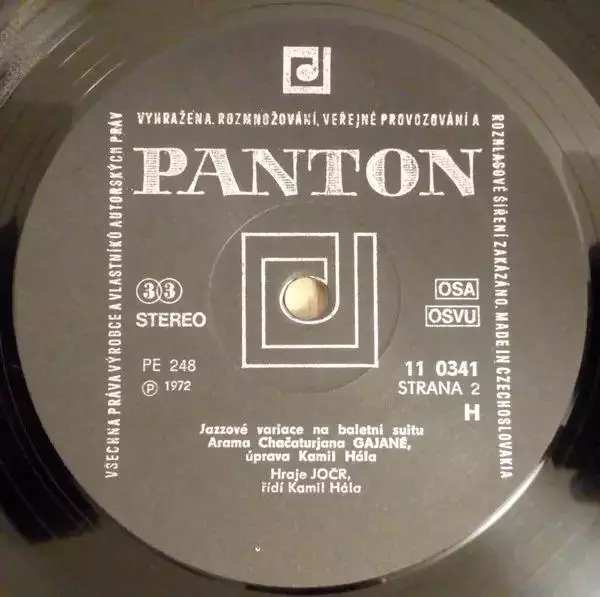 VŠECHNA PRÁVA VÝROBCE A VLASTNÍKŮ AUTORSKÝCH PRÁV
VYHRAŽENA. ROZMNOŽOVÁNÍ, VEŘEJNÉ PROVOZOVÁNÍ A
ROZHLASOVÉ ŠÍŘENÍ ZAKÁZÁNO. MADE IN CZECHOSLOVAKIA
PANTON
33
STEREO
OSA
OSVU
PE 248
Ⓟ 1972
11 0341
STRANA 2
H
Jazzové variace na baletní suitu
Arama Chačaturjana GAJANÉ,
úprava Kamil Hála
Hraje JOČR,
řídí Kamil Hála